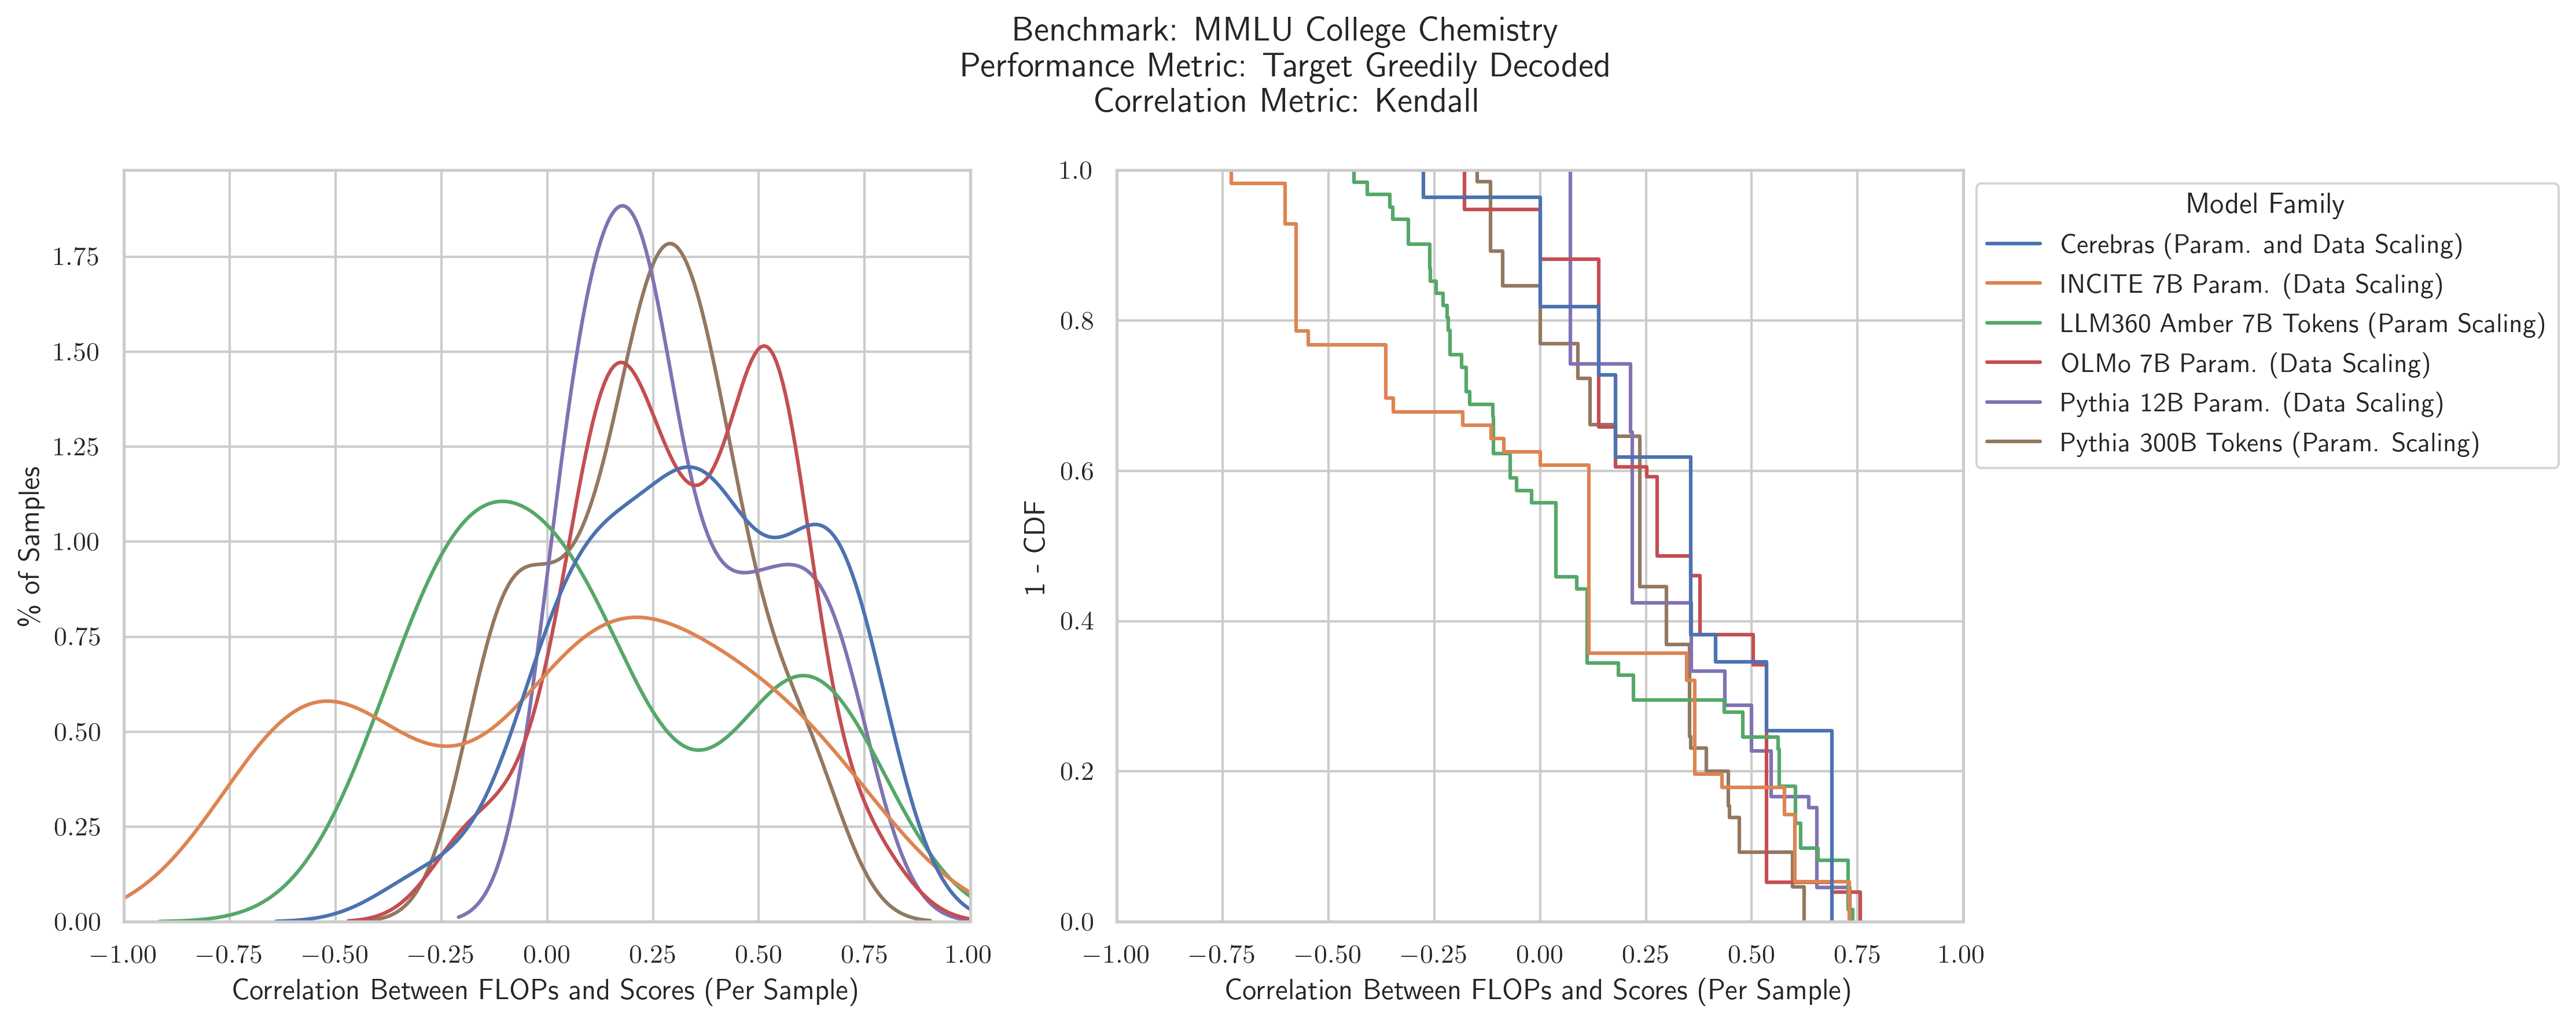 Benchmark: MMLU College Chemistry
Performance Metric: Target Greedily Decoded
Correlation Metric: Kendall
% of Samples
1.75
1.50
1.25
1.00
0.75
0.50
0.25
0.00
−1.00 −0.75 −0.50 −0.25 0.00 0.25 0.50 0.75 1.00
Correlation Between FLOPs and Scores (Per Sample)
1 - CDF
1.0
0.8
0.6
0.4
0.2
0.0
−1.00 −0.75 −0.50 −0.25 0.00 0.25 0.50 0.75 1.00
Correlation Between FLOPs and Scores (Per Sample)
Model Family
Cerebras (Param. and Data Scaling)
INCITE 7B Param. (Data Scaling)
LLM360 Amber 7B Tokens (Param Scaling)
OLMo 7B Param. (Data Scaling)
Pythia 12B Param. (Data Scaling)
Pythia 300B Tokens (Param. Scaling)